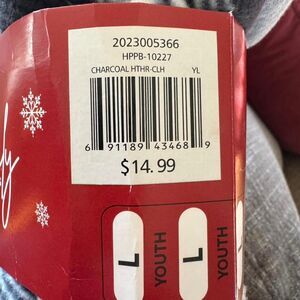 2023005366
HPPB-10227
CHARCOAL HTHR-CLH YL
6 91189 43468 9
$14.99
L
YOUTH
L
YOUTH